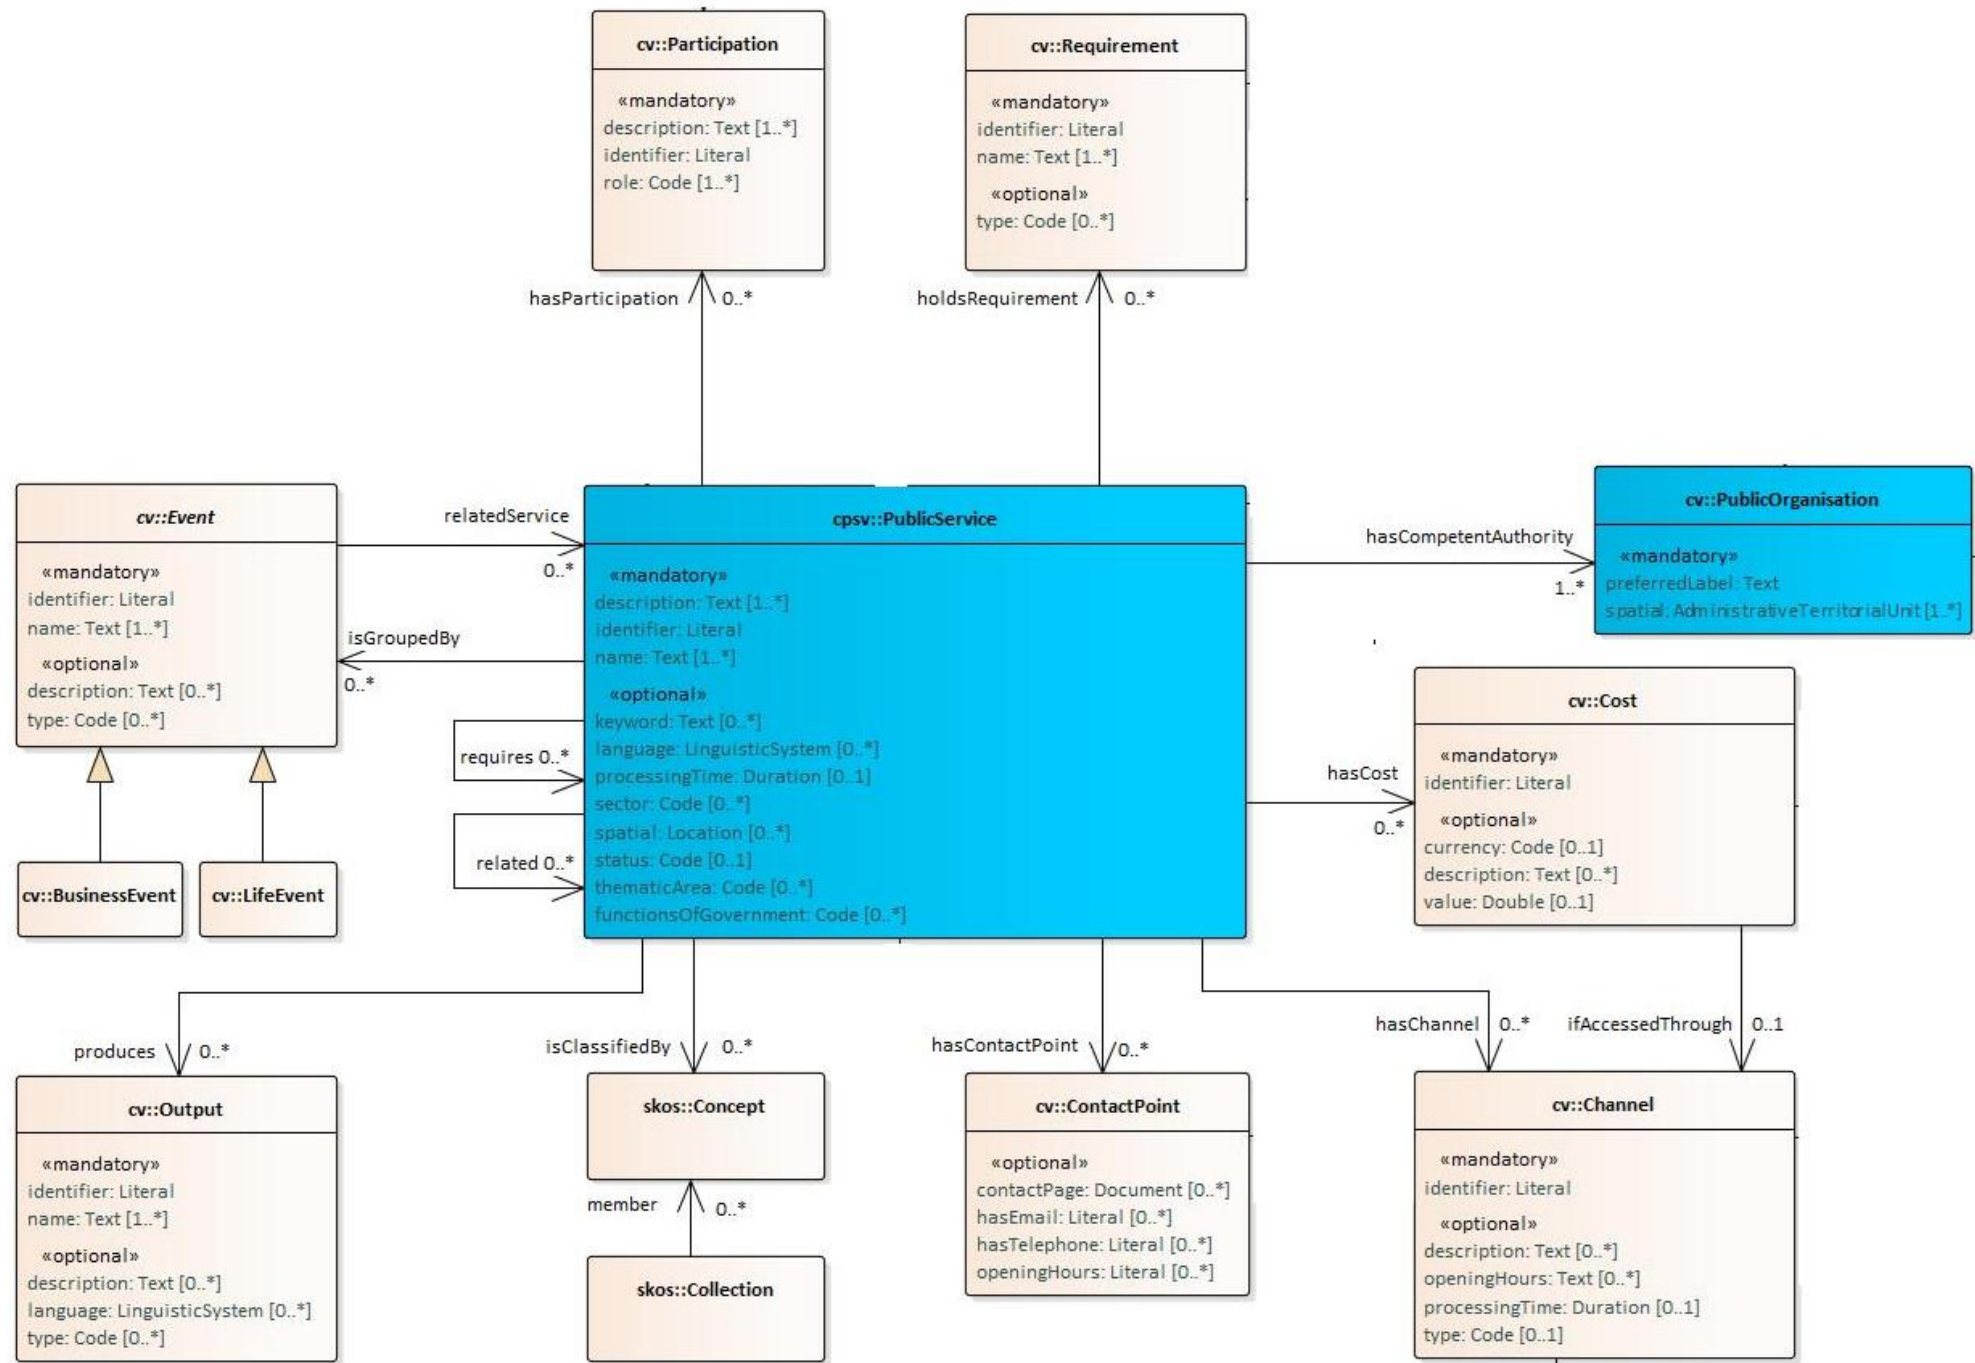 cv::Participation
«mandatory»
description: Text [1..*]
identifier: Literal
role: Code [1..*]
cv::Requirement
«mandatory»
identifier: Literal
name: Text [1..*]
«optional»
type: Code [0..*]
hasParticipation
0..*
holdsRequirement
0..*
cv::Event
«mandatory»
identifier: Literal
name: Text [1..*]
«optional»
description: Text [0..*]
type: Code [0..*]
relatedService
0..*
isGroupedBy
0..*
requires 0..*
related 0..*
cpsv::PublicService
«mandatory»
description: Text [1..*]
identifier: Literal
name: Text [1..*]
«optional»
keyword: Text [0..*]
language: LinguisticSystem [0..*]
processingTime: Duration [0..1]
sector: Code [0..*]
spatial: Location [0..*]
status: Code [0..1]
thematicArea: Code [0..*]
functionsOfGovernment: Code [0..*]
hasCompetentAuthority
1..*
cv::PublicOrganisation
«mandatory»
preferredLabel: Text
spatial: AdministrativeTerritorialUnit [1..*]
hasCost
0..*
cv::Cost
«mandatory»
identifier: Literal
«optional»
currency: Code [0..1]
description: Text [0..*]
value: Double [0..1]
cv::BusinessEvent
cv::LifeEvent
produces
0..*
isClassifiedBy
0..*
hasContactPoint
0..*
hasChannel
0..*
ifAccessedThrough
0..1
cv::Output
«mandatory»
identifier: Literal
name: Text [1..*]
«optional»
description: Text [0..*]
language: LinguisticSystem [0..*]
type: Code [0..*]
skos::Concept
member
0..*
skos::Collection
cv::ContactPoint
«optional»
contactPage: Document [0..*]
hasEmail: Literal [0..*]
hasTelephone: Literal [0..*]
openingHours: Literal [0..*]
cv::Channel
«mandatory»
identifier: Literal
«optional»
description: Text [0..*]
openingHours: Text [0..*]
processingTime: Duration [0..1]
type: Code [0..1]